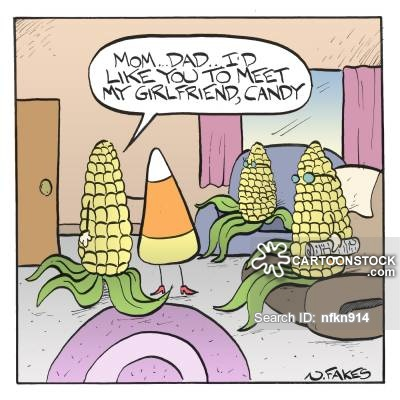 MOM...DAD...I'D
LIKE YOU TO MEET
MY GIRLFRIEND, CANDY
CARTOONSTOCK
.com
Search ID: nfkn914
N.FAKES